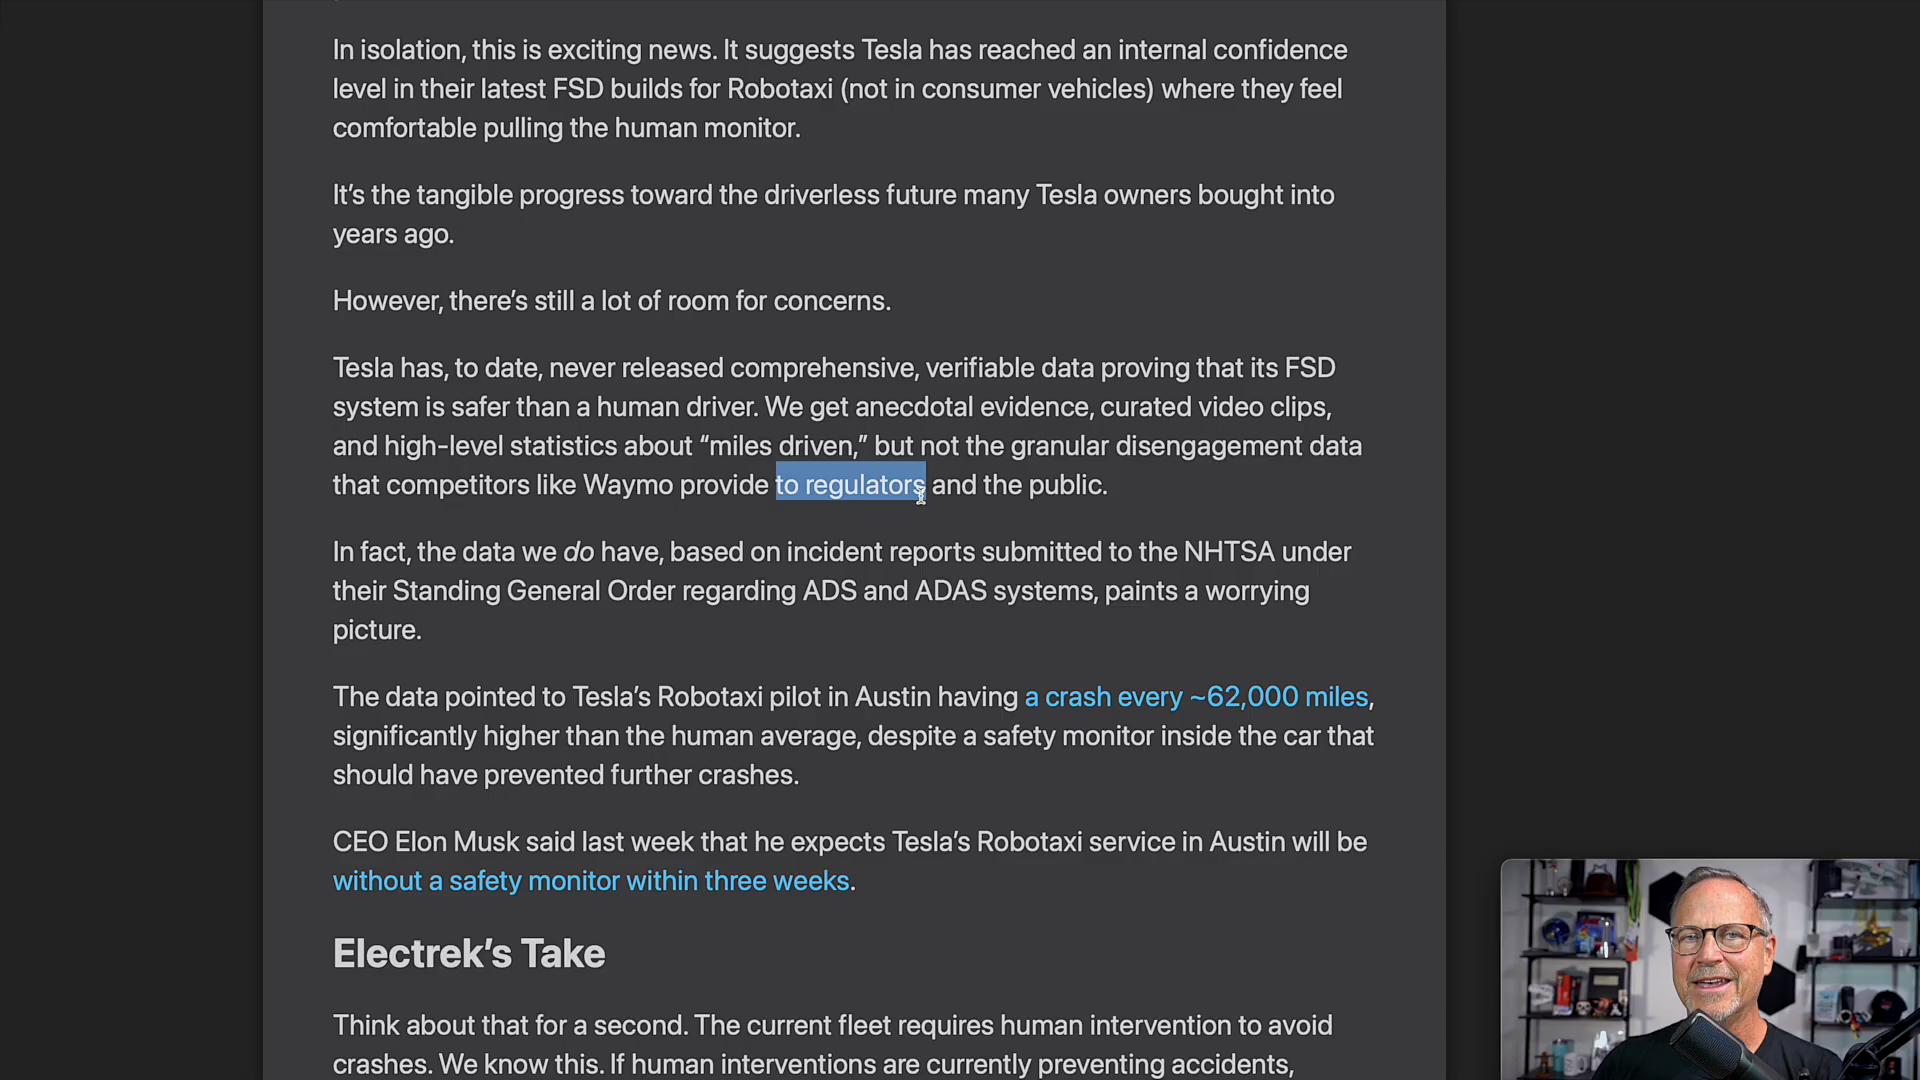 In isolation, this is exciting news. It suggests Tesla has reached an internal confidence
level in their latest FSD builds for Robotaxi (not in consumer vehicles) where they feel
comfortable pulling the human monitor.
It’s the tangible progress toward the driverless future many Tesla owners bought into
years ago.
However, there’s still a lot of room for concerns.
Tesla has, to date, never released comprehensive, verifiable data proving that its FSD
system is safer than a human driver. We get anecdotal evidence, curated video clips,
and high-level statistics about “miles driven,” but not the granular disengagement data
that competitors like Waymo provide to regulators and the public.
In fact, the data we do have, based on incident reports submitted to the NHTSA under
their Standing General Order regarding ADS and ADAS systems, paints a worrying
picture.
The data pointed to Tesla’s Robotaxi pilot in Austin having a crash every ~62,000 miles,
significantly higher than the human average, despite a safety monitor inside the car that
should have prevented further crashes.
CEO Elon Musk said last week that he expects Tesla’s Robotaxi service in Austin will be
without a safety monitor within three weeks.
Electrek’s Take
Think about that for a second. The current fleet requires human intervention to avoid
crashes. We know this. If human interventions are currently preventing accidents,